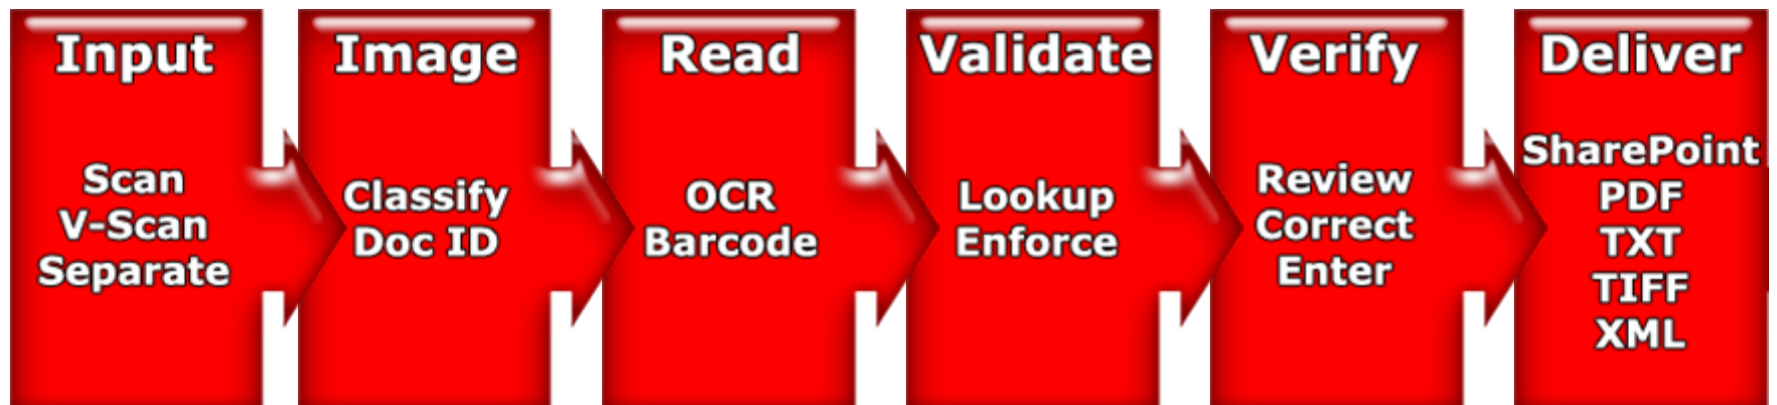 Input
Scan
V-Scan
Separate
Image
Classify
Doc ID
Read
OCR
Barcode
Validate
Lookup
Enforce
Verify
Review
Correct
Enter
Deliver
SharePoint
PDF
TXT
TIFF
XML